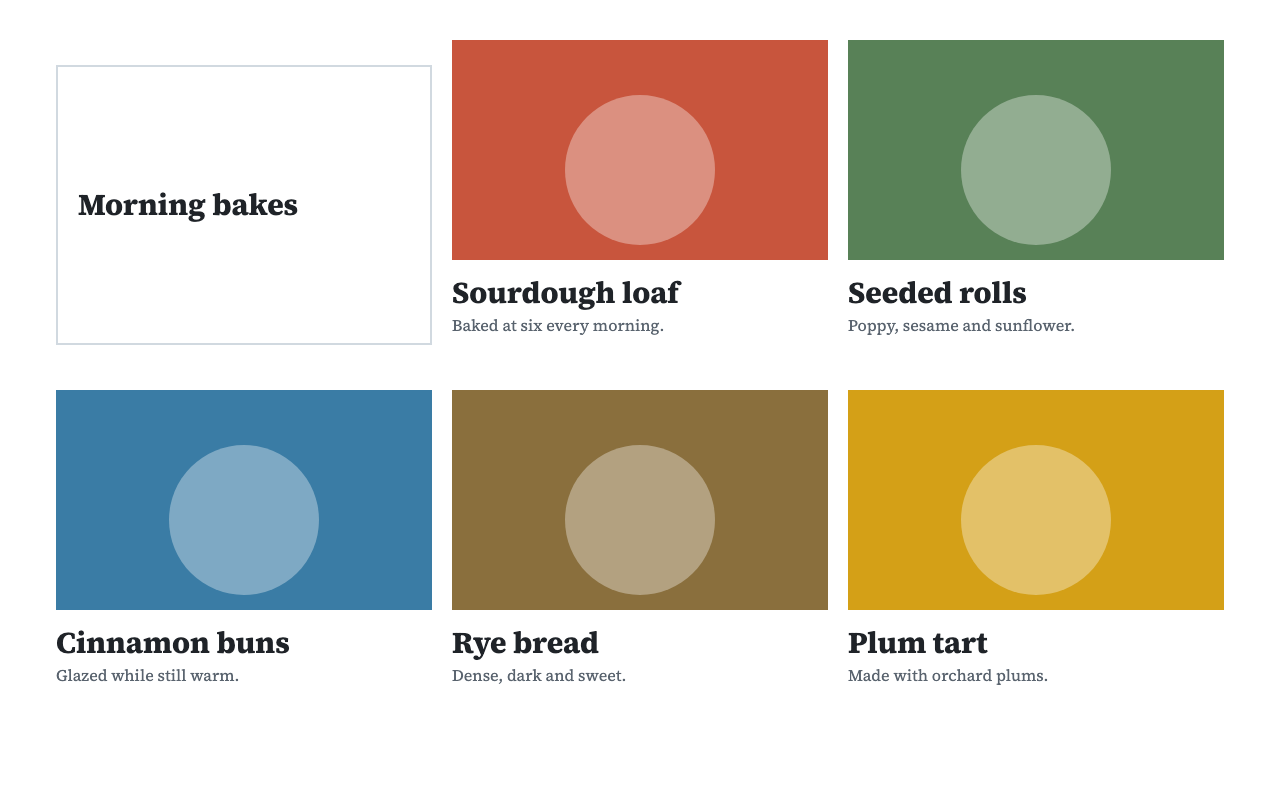 Morning bakes
Sourdough loaf
Baked at six every morning.
Seeded rolls
Poppy, sesame and sunflower.
Cinnamon buns
Glazed while still warm.
Rye bread
Dense, dark and sweet.
Plum tart
Made with orchard plums.